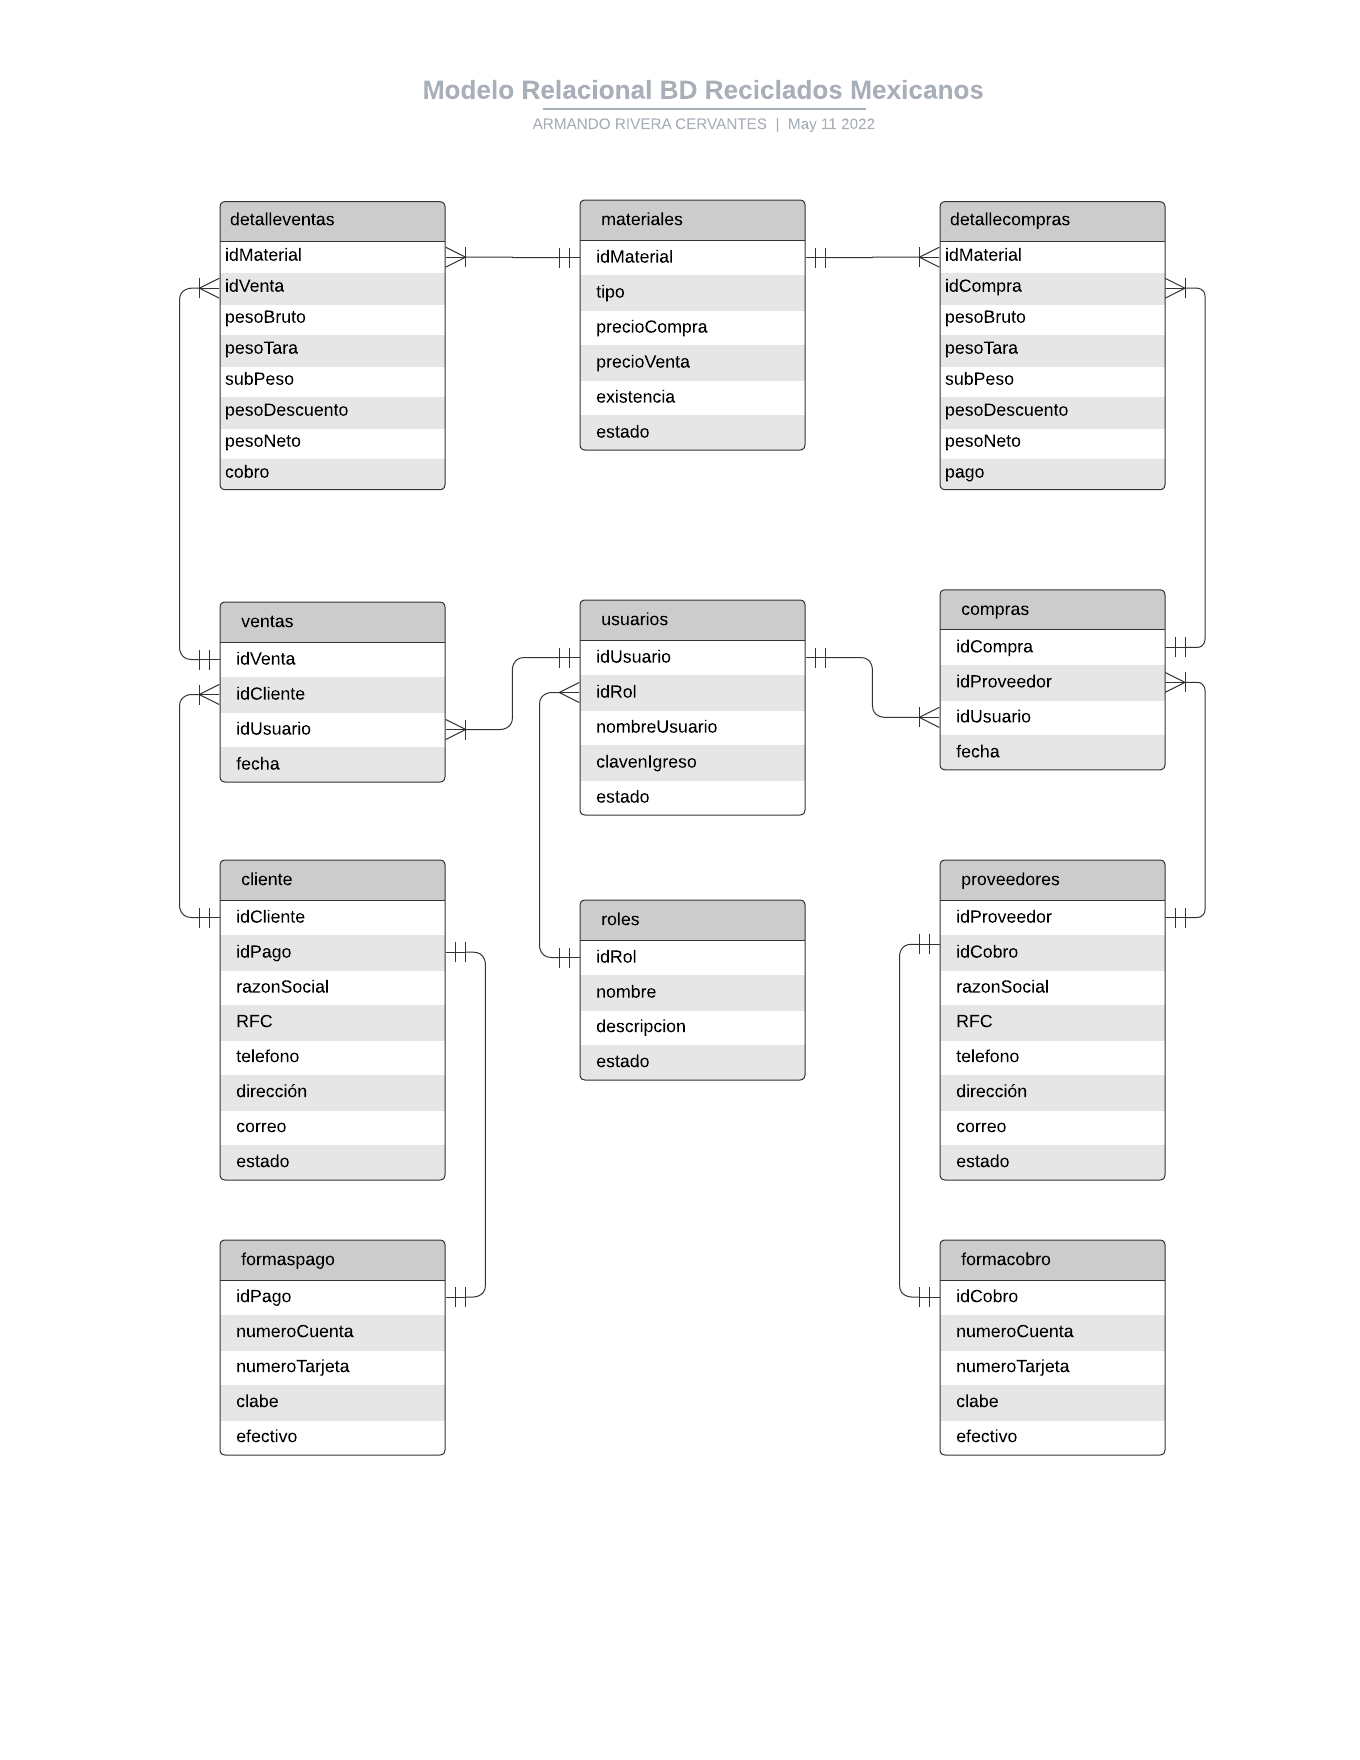 Modelo Relacional BD Reciclados Mexicanos
ARMANDO RIVERA CERVANTES | May 11 2022
detalleventas
idMaterial
idVenta
pesoBruto
pesoTara
subPeso
pesoDescuento
pesoNeto
cobro
materiales
idMaterial
tipo
precioCompra
precioVenta
existencia
estado
detallecompras
idMaterial
idCompra
pesoBruto
pesoTara
subPeso
pesoDescuento
pesoNeto
pago
ventas
idVenta
idCliente
idUsuario
fecha
usuarios
idUsuario
idRol
nombreUsuario
clavenIgreso
estado
compras
idCompra
idProveedor
idUsuario
fecha
cliente
idCliente
idPago
razonSocial
RFC
telefono
dirección
correo
estado
roles
idRol
nombre
descripcion
estado
proveedores
idProveedor
idCobro
razonSocial
RFC
telefono
dirección
correo
estado
formaspago
idPago
numeroCuenta
numeroTarjeta
clabe
efectivo
formacobro
idCobro
numeroCuenta
numeroTarjeta
clabe
efectivo